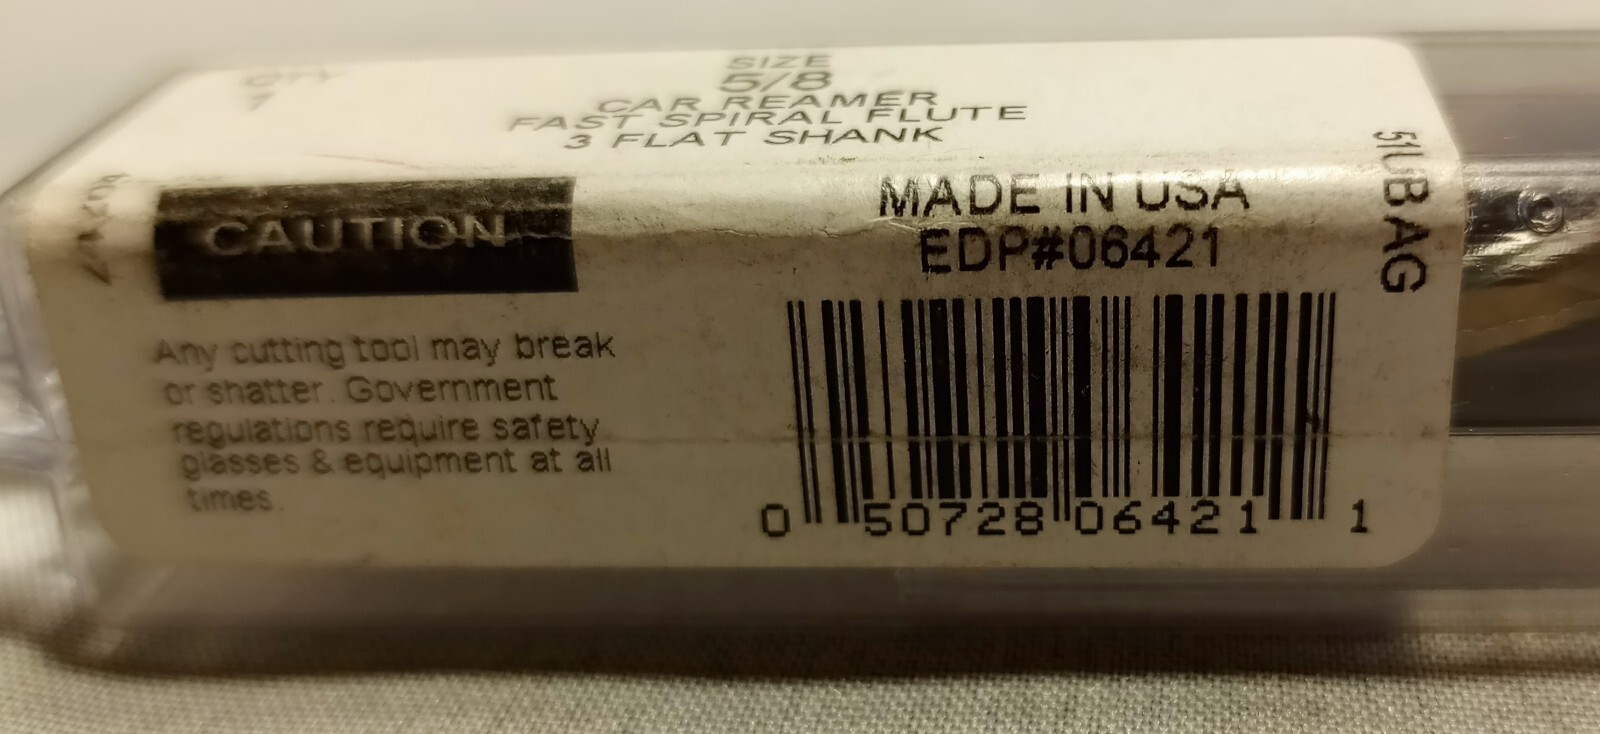 QTY
1
SIZE
5/8
CAR REAMER
FAST SPIRAL FLUTE
3 FLAT SHANK
CAUTION
Any cutting tool may break
or shatter. Government
regulations require safety
glasses & equipment at all
times.
MADE IN USA
EDP#06421
0 50728 06421 1
51UBAG